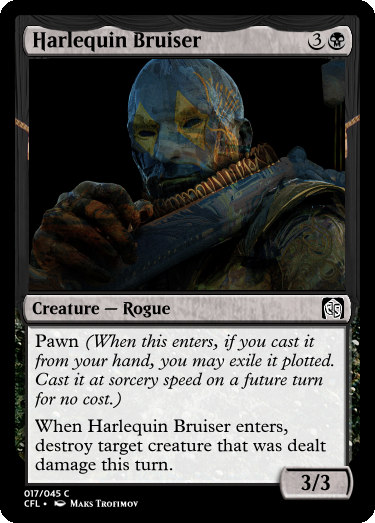 Harlequin Bruiser 3
Creature — Rogue
Pawn (When this enters, if you cast it
from your hand, you may exile it plotted.
Cast it at sorcery speed on a future turn
for no cost.)
When Harlequin Bruiser enters,
destroy target creature that was dealt
damage this turn.
3/3
017/045 C
CFL • Maks Trofimov